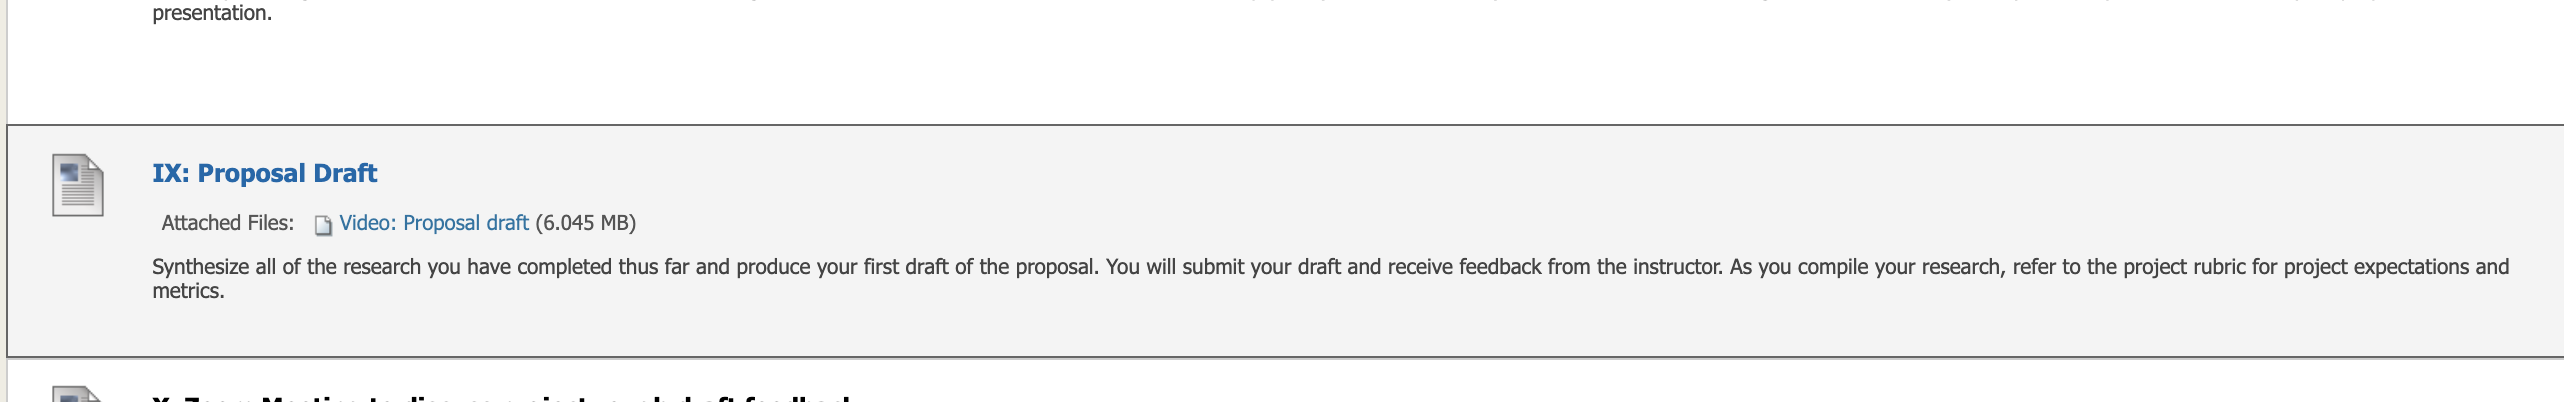 presentation.
IX: Proposal Draft
Attached Files: Video: Proposal draft (6.045 MB)
Synthesize all of the research you have completed thus far and produce your first draft of the proposal. You will submit your draft and receive feedback from the instructor. As you compile your research, refer to the project rubric for project expectations and
metrics.